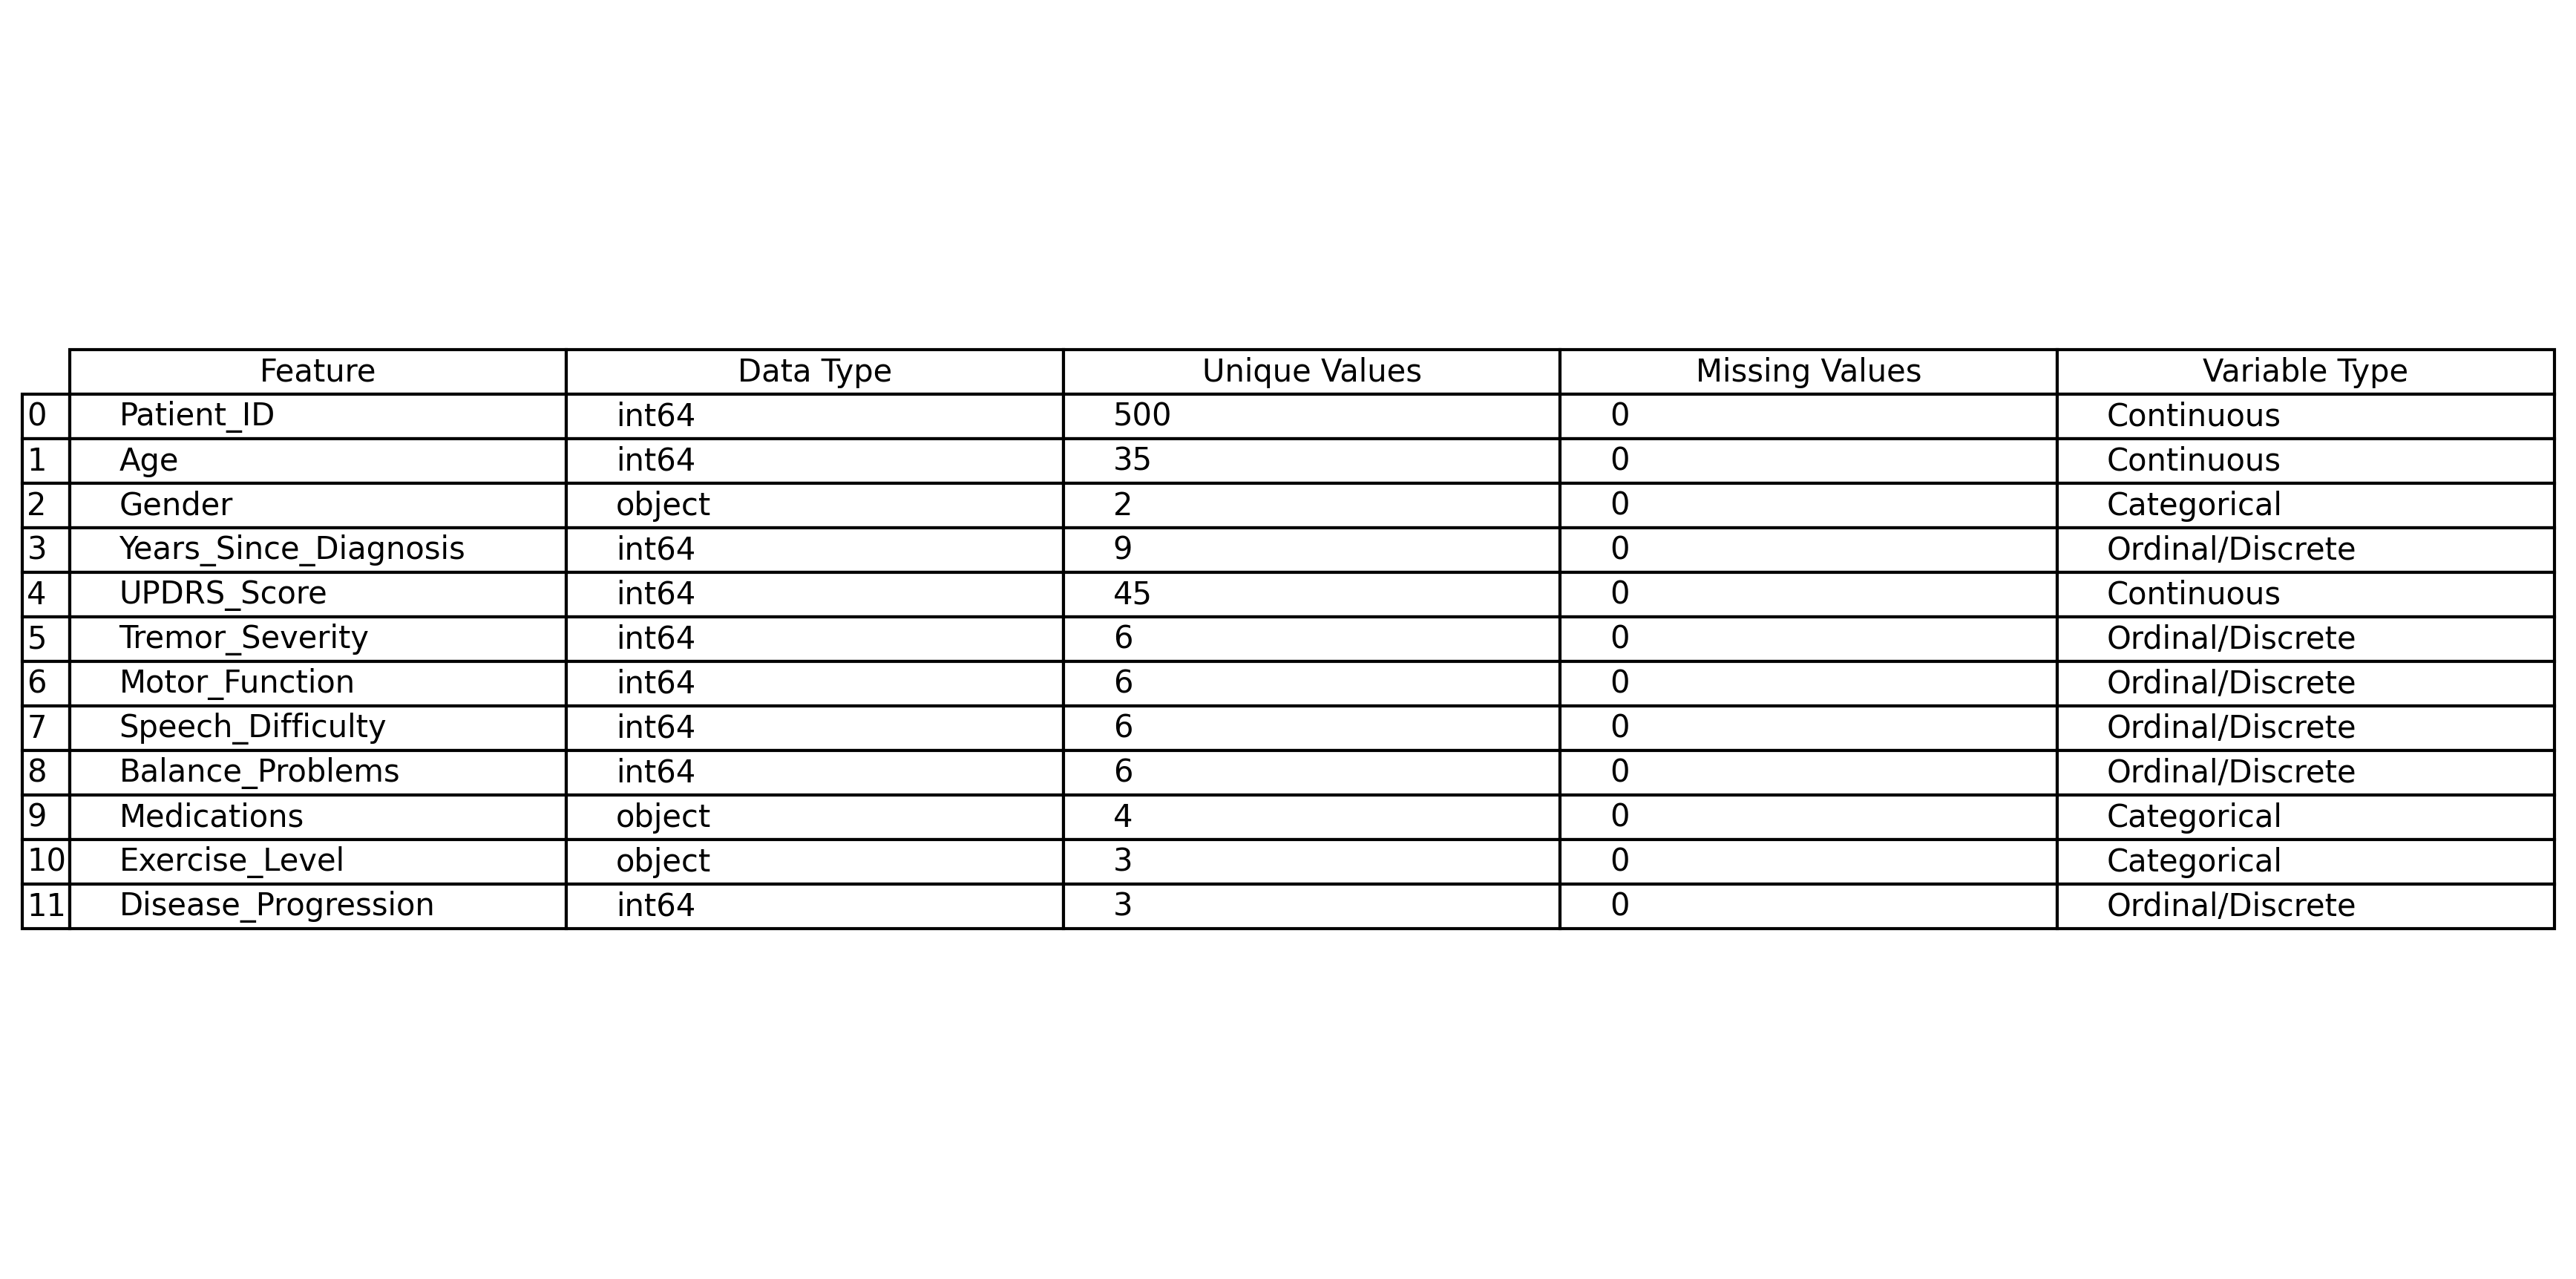 Feature Data Type Unique Values Missing Values Variable Type
0 Patient_ID int64 500 0 Continuous
1 Age int64 35 0 Continuous
2 Gender object 2 0 Categorical
3 Years_Since_Diagnosis int64 9 0 Ordinal/Discrete
4 UPDRS_Score int64 45 0 Continuous
5 Tremor_Severity int64 6 0 Ordinal/Discrete
6 Motor_Function int64 6 0 Ordinal/Discrete
7 Speech_Difficulty int64 6 0 Ordinal/Discrete
8 Balance_Problems int64 6 0 Ordinal/Discrete
9 Medications object 4 0 Categorical
10 Exercise_Level object 3 0 Categorical
11 Disease_Progression int64 3 0 Ordinal/Discrete